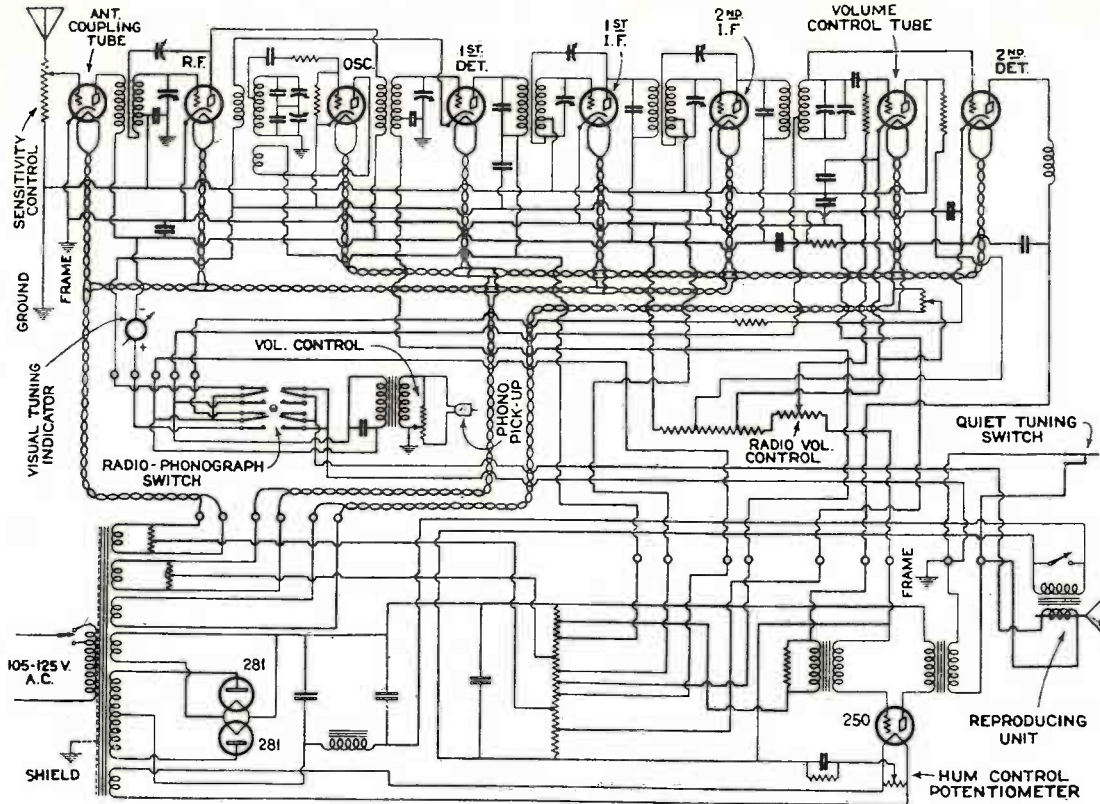 ANT.
COUPLING
TUBE
R.F.
OSC.
1ST.
DET.
1ST
I.F.
2ND
I.F.
VOLUME
CONTROL TUBE
2ND.
DET.
SENSITIVITY
CONTROL
GROUND
FRAME
-
+
VISUAL TUNING
INDICATOR
VOL. CONTROL
PHONO
PICK-UP
RADIO-PHONOGRAPH
SWITCH
RADIO VOL.
CONTROL
QUIET TUNING
SWITCH
FRAME
105-125 V.
A.C.
281
281
SHIELD
250
REPRODUCING
UNIT
HUM CONTROL
POTENTIOMETER